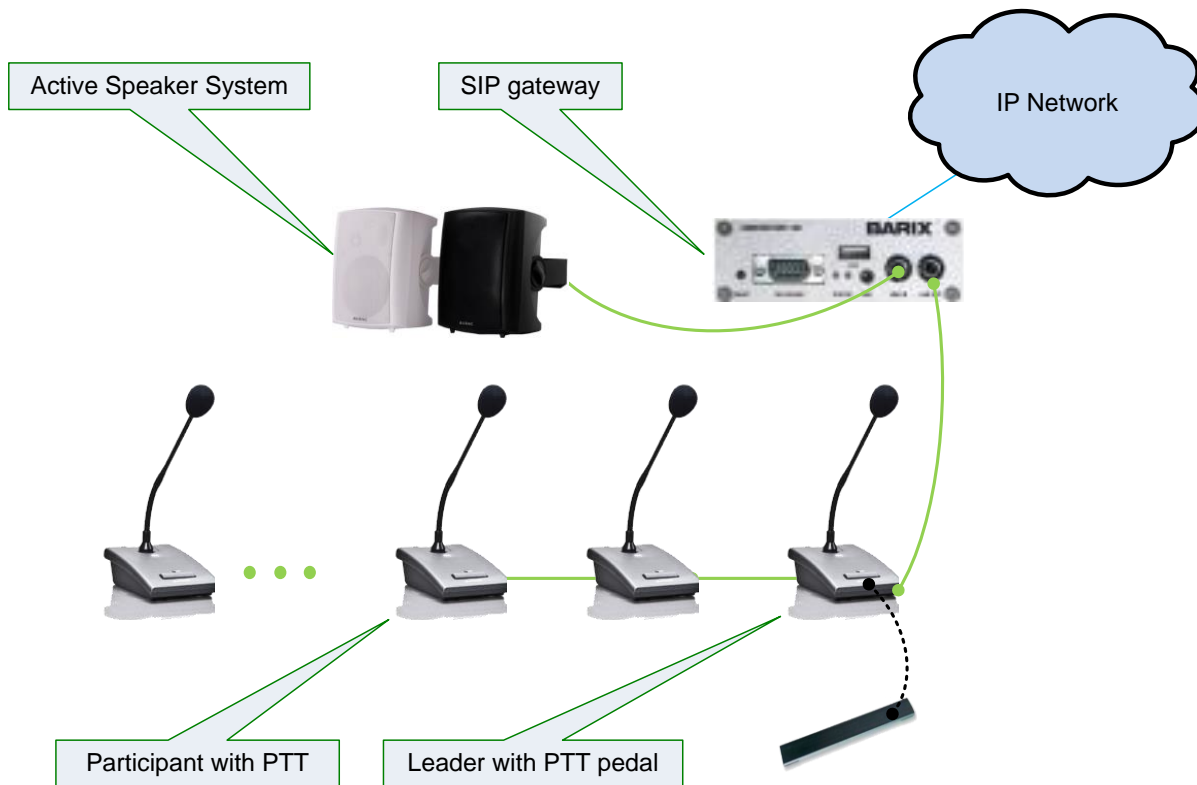 Active Speaker System
SIP gateway
IP Network
BARIX
Participant with PTT
Leader with PTT pedal